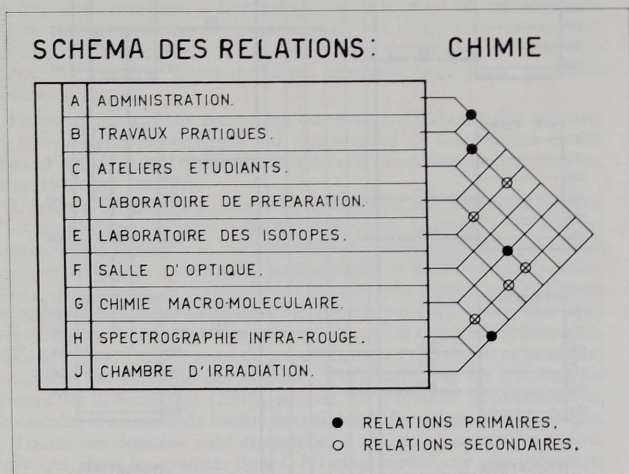 SCHEMA DES RELATIONS: CHIMIE
A ADMINISTRATION.
B TRAVAUX PRATIQUES.
C ATELIERS ETUDIANTS.
D LABORATOIRE DE PREPARATION.
E LABORATOIRE DES ISOTOPES.
F SALLE D'OPTIQUE.
G CHIMIE MACRO-MOLECULAIRE.
H SPECTROGRAPHIE INFRA-ROUGE.
J CHAMBRE D'IRRADIATION.
● RELATIONS PRIMAIRES.
○ RELATIONS SECONDAIRES.